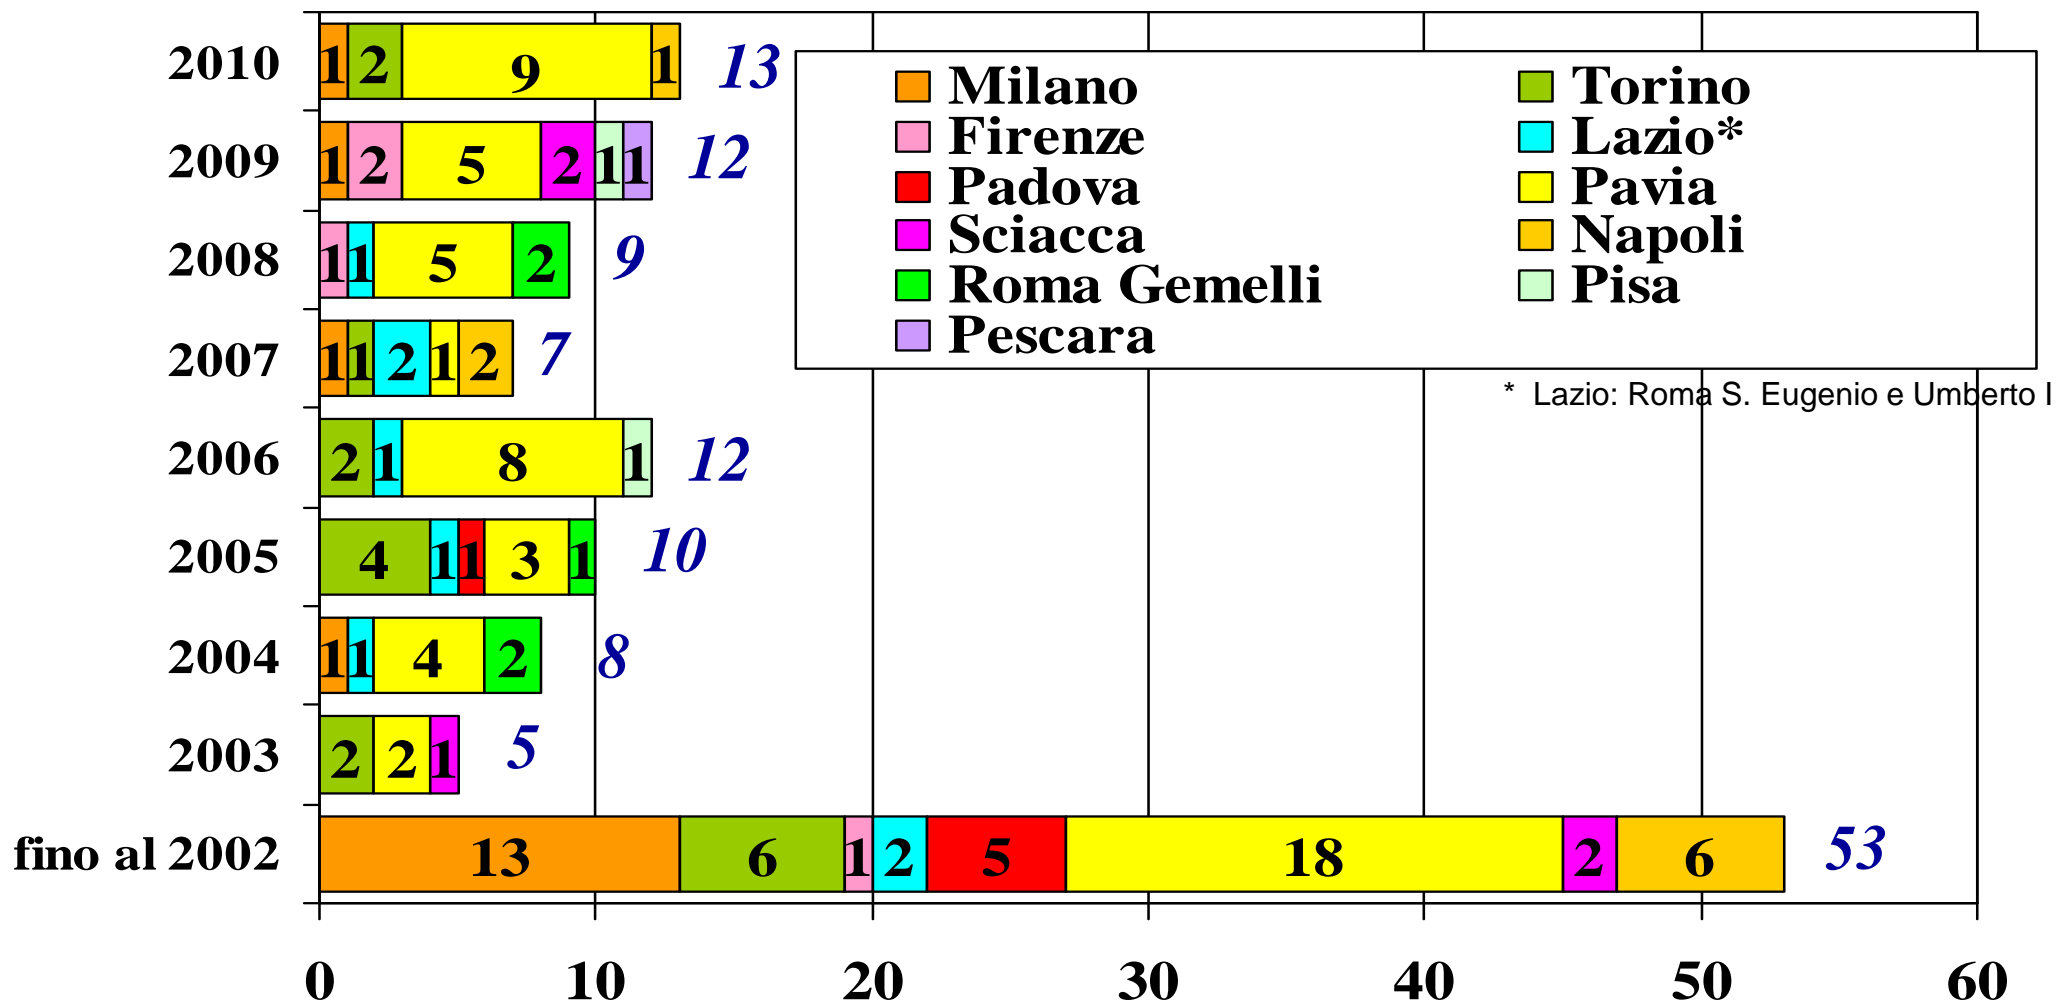 2010 1 2 9 1 13
Milano Torino
Firenze Lazio*
Padova Pavia
Sciacca Napoli
Roma Gemelli Pisa
Pescara
* Lazio: Roma S. Eugenio e Umberto I
2009 1 2 5 2 1 1 12
2008 1 1 5 2 9
2007 1 1 2 1 2 7
2006 2 1 8 1 12
2005 4 1 1 3 1 10
2004 1 1 4 2 8
2003 2 2 1 5
fino al 2002 13 6 1 2 5 18 2 6 53
0 10 20 30 40 50 60